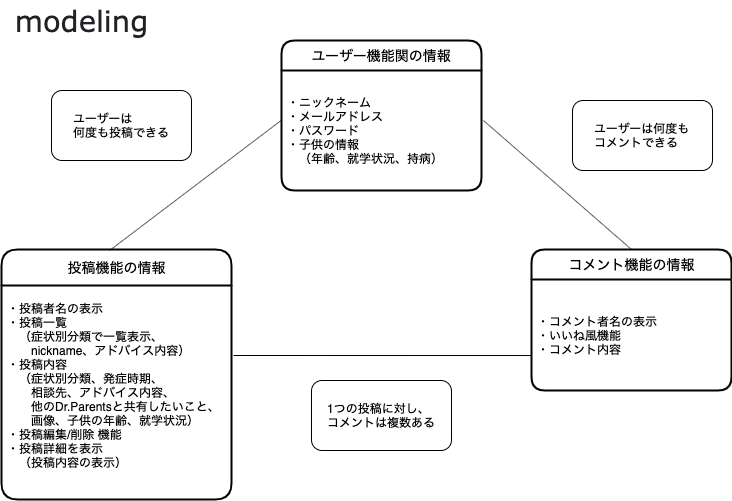 modeling
ユーザー機能関の情報
・ニックネーム
・メールアドレス
・パスワード
・子供の情報
（年齢、就学状況、持病）
ユーザーは
何度も投稿できる
ユーザーは何度も
コメントできる
投稿機能の情報
・投稿者名の表示
・投稿一覧
（症状別分類で一覧表示、
nickname、アドバイス内容）
・投稿内容
（症状別分類、発症時期、
相談先、アドバイス内容、
他のDr.Parentsと共有したいこと、
画像、子供の年齢、就学状況）
・投稿編集/削除 機能
・投稿詳細を表示
（投稿内容の表示）
コメント機能の情報
・コメント者名の表示
・いいね風機能
・コメント内容
1つの投稿に対し、
コメントは複数ある